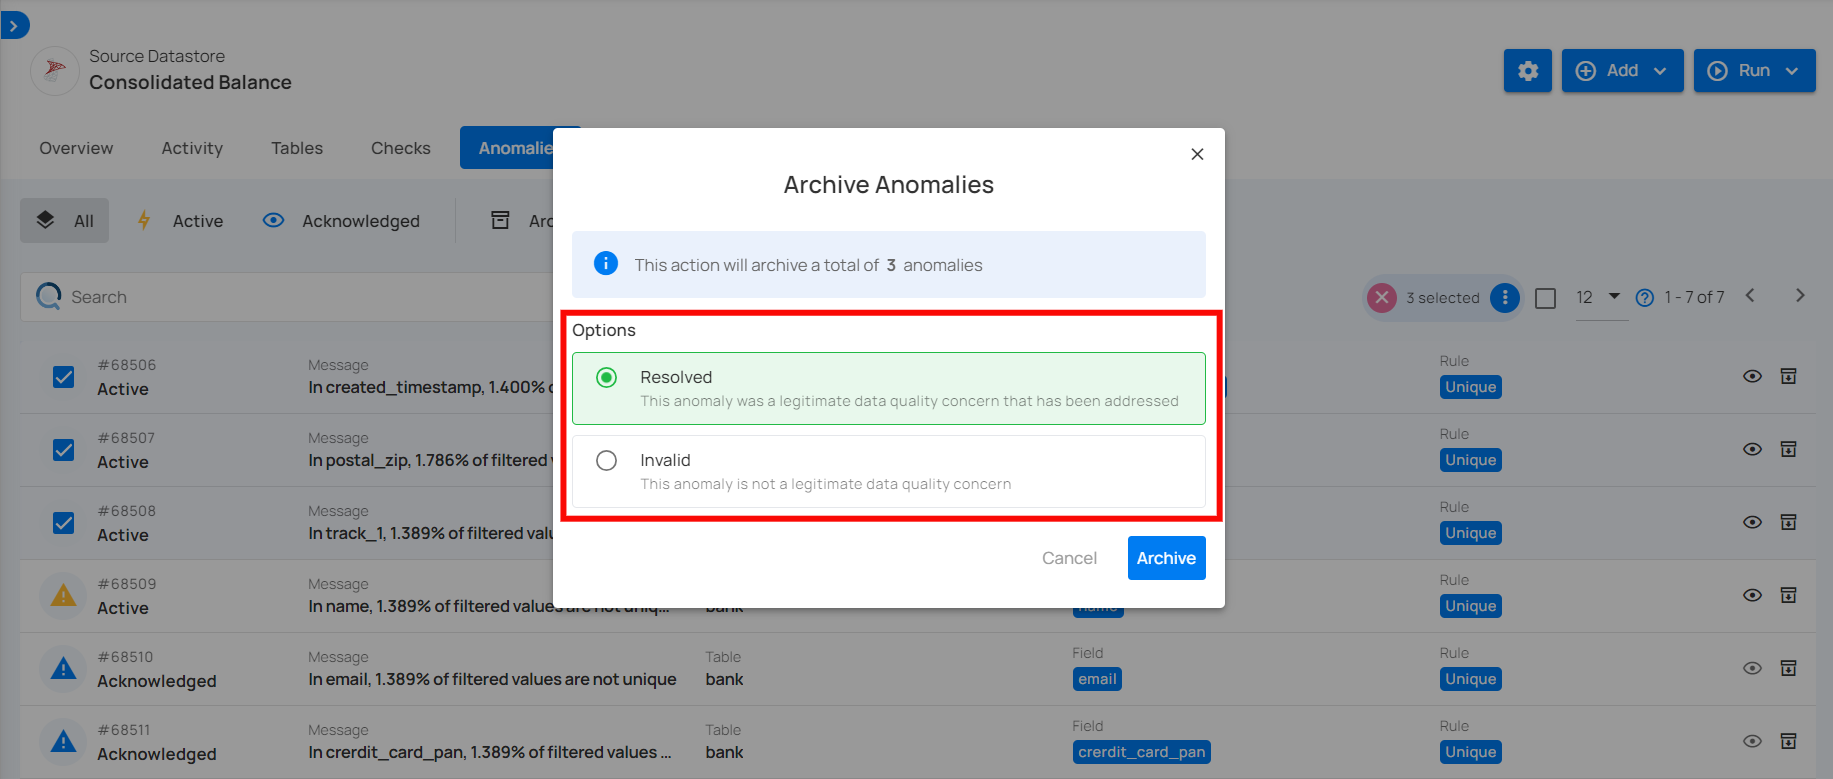 Source Datastore
Consolidated Balance
Add
Run
Overview
Activity
Tables
Checks
Anomalie
All
Active
Acknowledged
Arc
Search
3 selected
12
1 - 7 of 7
Archive Anomalies
This action will archive a total of 3 anomalies
Options
Resolved
This anomaly was a legitimate data quality concern that has been addressed
Invalid
This anomaly is not a legitimate data quality concern
Cancel
Archive
#68506
Active
Message
In created_timestamp, 1.400% o
Rule
Unique
#68507
Active
Message
In postal_zip, 1.786% of filtered v
Rule
Unique
#68508
Active
Message
In track_1, 1.389% of filtered valu
Rule
Unique
#68509
Active
Message
In name, 1.389% of filtered values are not uniq...
bank
name
Rule
Unique
#68510
Acknowledged
Message
In email, 1.389% of filtered values are not unique
Table
bank
Field
email
Rule
Unique
#68511
Acknowledged
Message
In crerdit_card_pan, 1.389% of filtered values ...
Table
bank
Field
crerdit_card_pan
Rule
Unique